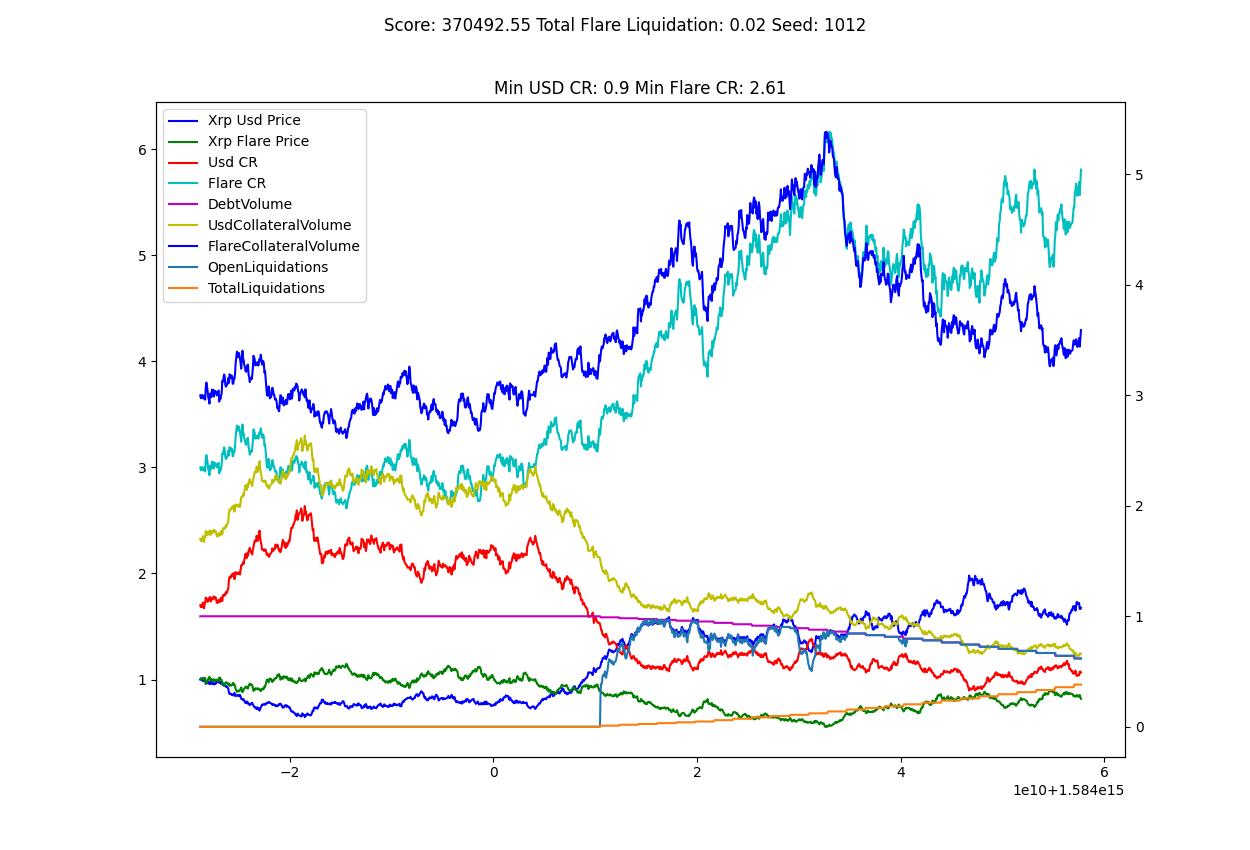 Score: 370492.55 Total Flare Liquidation: 0.02 Seed: 1012
Min USD CR: 0.9 Min Flare CR: 2.61
Xrp Usd Price
Xrp Flare Price
Usd CR
Flare CR
DebtVolume
UsdCollateralVolume
FlareCollateralVolume
OpenLiquidations
TotalLiquidations
6
5
4
3
2
1
5
4
3
2
1
0
−2
0
2
4
6
1e10+1.584e15